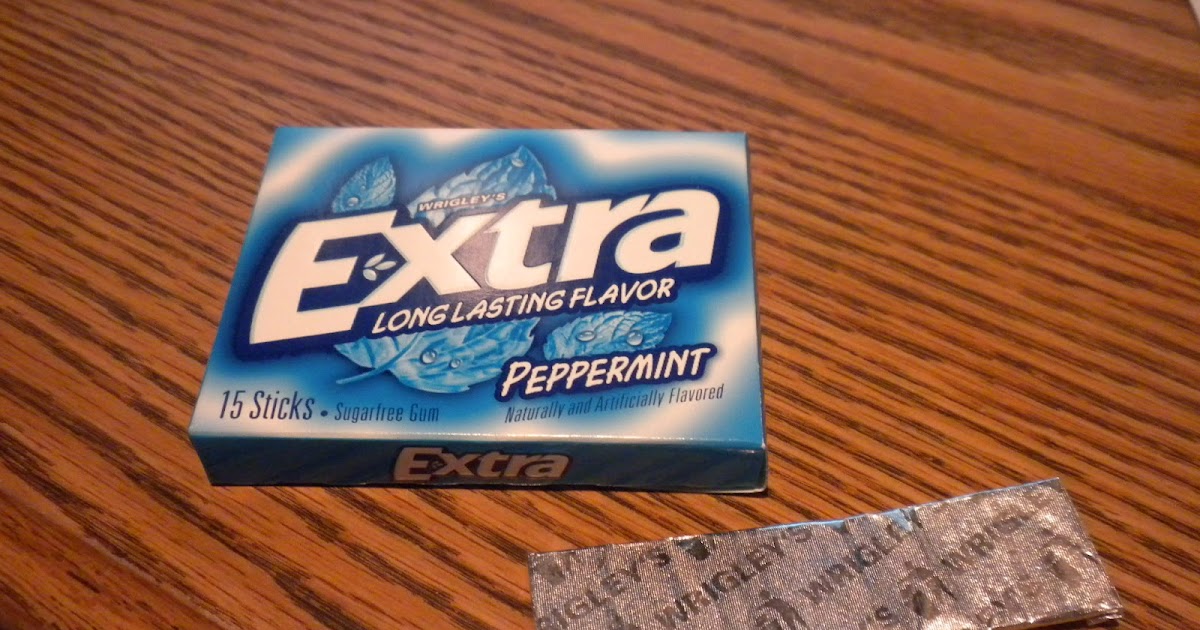 WRIGLEY'S
Extra
LONG LASTING FLAVOR
PEPPERMINT
15 Sticks • Sugarfree Gum
Naturally and Artificially Flavored
Extra
WRIGLEY'S
WRIGLEY'S